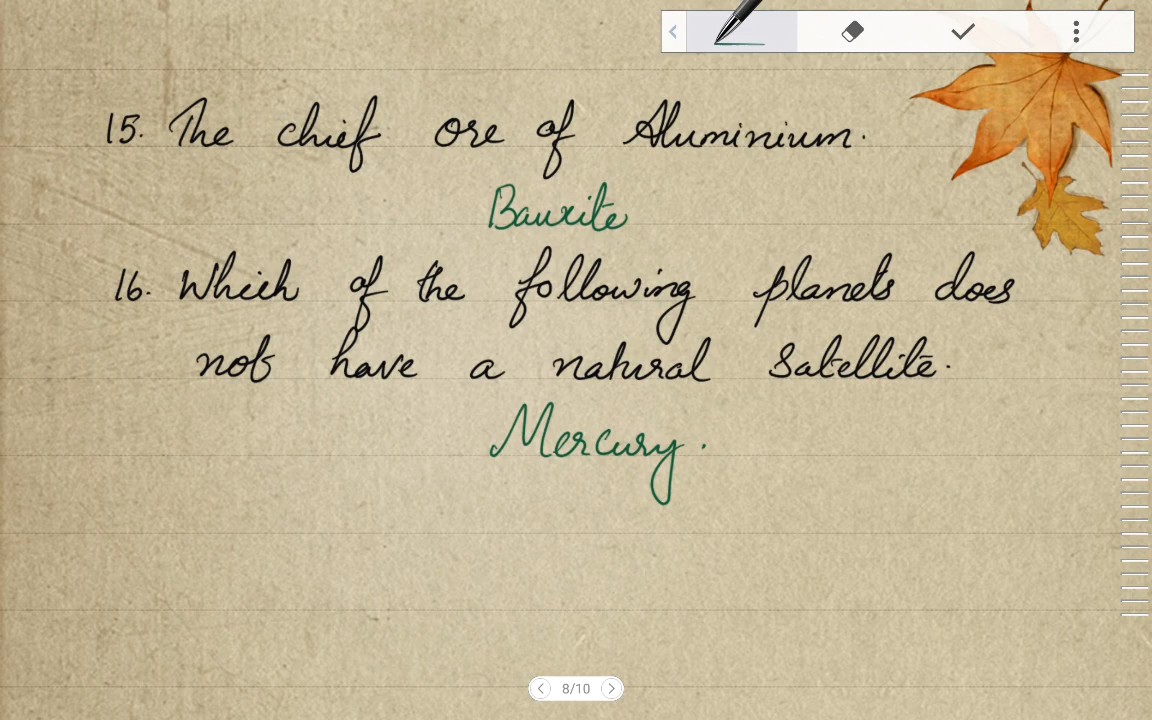 15. The chief ore of Aluminium.
Bauxite
16. Which of the following planets does
not have a natural Satellite.
Mercury.
8/10